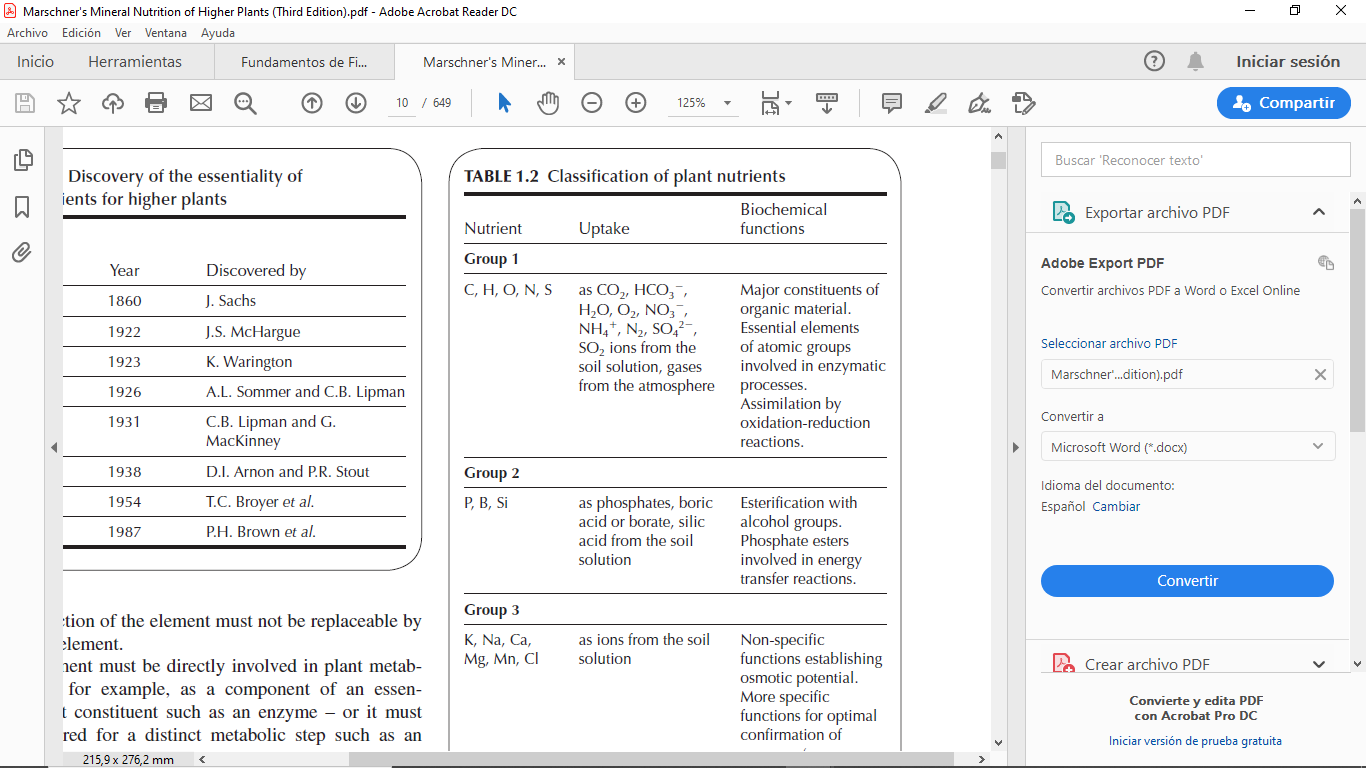 Marschner's Mineral Nutrition of Higher Plants (Third Edition).pdf - Adobe Acrobat Reader DC
Archivo Edición Ver Ventana Ayuda
Inicio Herramientas Fundamentos de Fi... Marschner's Miner... × Iniciar sesión
10 / 649 125% Compartir
Discovery of the essentiality of
ients for higher plants
Year Discovered by
1860 J. Sachs
1922 J.S. McHargue
1923 K. Warington
1926 A.L. Sommer and C.B. Lipman
1931 C.B. Lipman and G.
MacKinney
1938 D.I. Arnon and P.R. Stout
1954 T.C. Broyer et al.
1987 P.H. Brown et al.
ction of the element must not be replaceable by
element.
nent must be directly involved in plant metab-
for example, as a component of an essen-
t constituent such as an enzyme – or it must
red for a distinct metabolic step such as an
TABLE 1.2 Classification of plant nutrients
Biochemical
Nutrient Uptake functions
Group 1
C, H, O, N, S as CO₂, HCO₃⁻, Major constituents of
H₂O, O₂, NO₃⁻, organic material.
NH₄⁺, N₂, SO₄²⁻, Essential elements
SO₂ ions from the of atomic groups
soil solution, gases involved in enzymatic
from the atmosphere processes.
Assimilation by
oxidation-reduction
reactions.
Group 2
P, B, Si as phosphates, boric Esterification with
acid or borate, silic alcohol groups.
acid from the soil Phosphate esters
solution involved in energy
transfer reactions.
Group 3
K, Na, Ca, as ions from the soil Non-specific
Mg, Mn, Cl solution functions establishing
osmotic potential.
More specific
functions for optimal
confirmation of
215,9 x 276,2 mm
Buscar 'Reconocer texto'
Exportar archivo PDF
Adobe Export PDF
Convertir archivos PDF a Word o Excel Online
Seleccionar archivo PDF
Marschner'...dition).pdf
Convertir a
Microsoft Word (*.docx)
Idioma del documento:
Español Cambiar
Convertir
Crear archivo PDF
Convierte y edita PDF
con Acrobat Pro DC
Iniciar versión de prueba gratuita